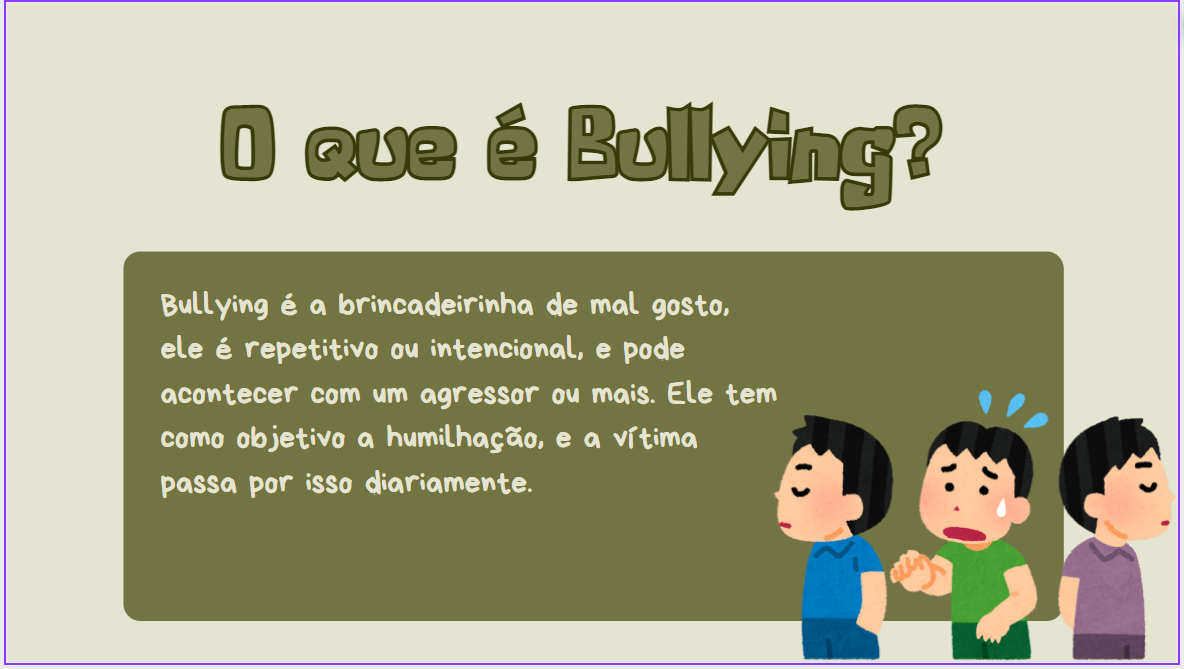 O que é Bullying?
Bullying é a brincadeirinha de mal gosto,
ele é repetitivo ou intencional, e pode
acontecer com um agressor ou mais. Ele tem
como objetivo a humilhação, e a vítima
passa por isso diariamente.